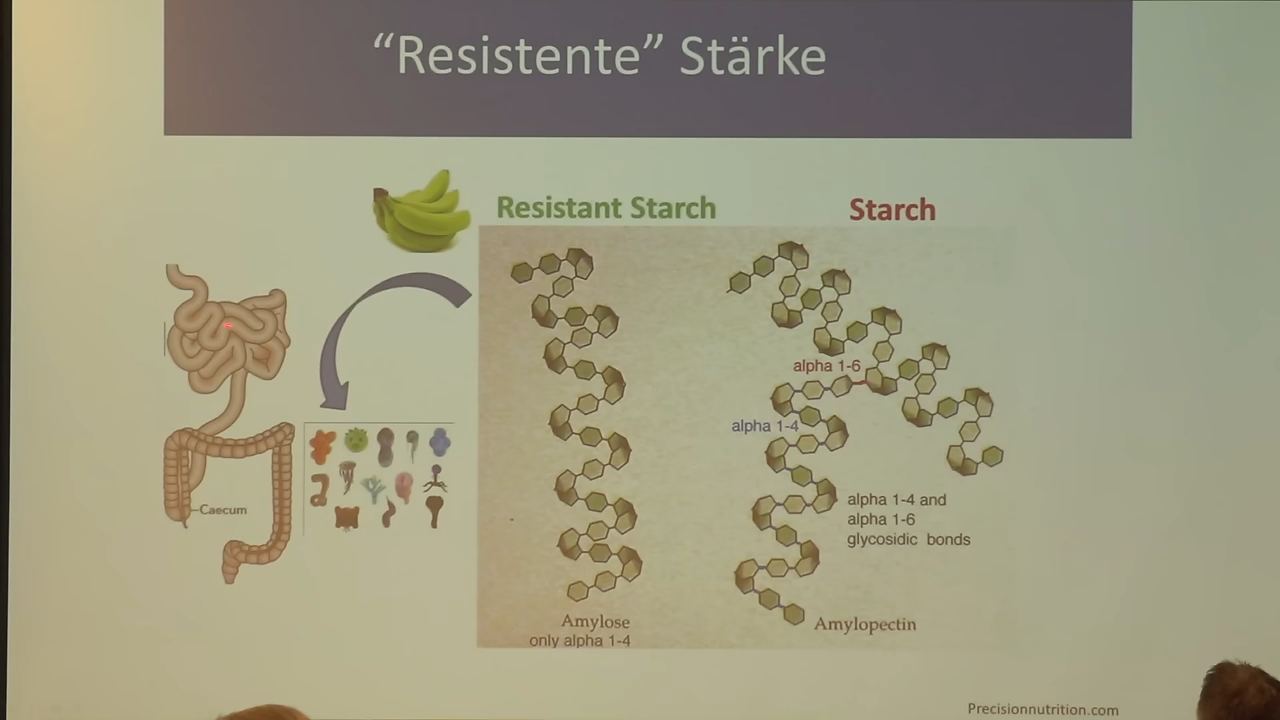 “Resistente” Stärke
Resistant Starch
Starch
alpha 1-6
alpha 1-4
Caecum
alpha 1-4 and
alpha 1-6
glycosidic bonds
Amylose
only alpha 1-4
Amylopectin
Precisionnutrition.com